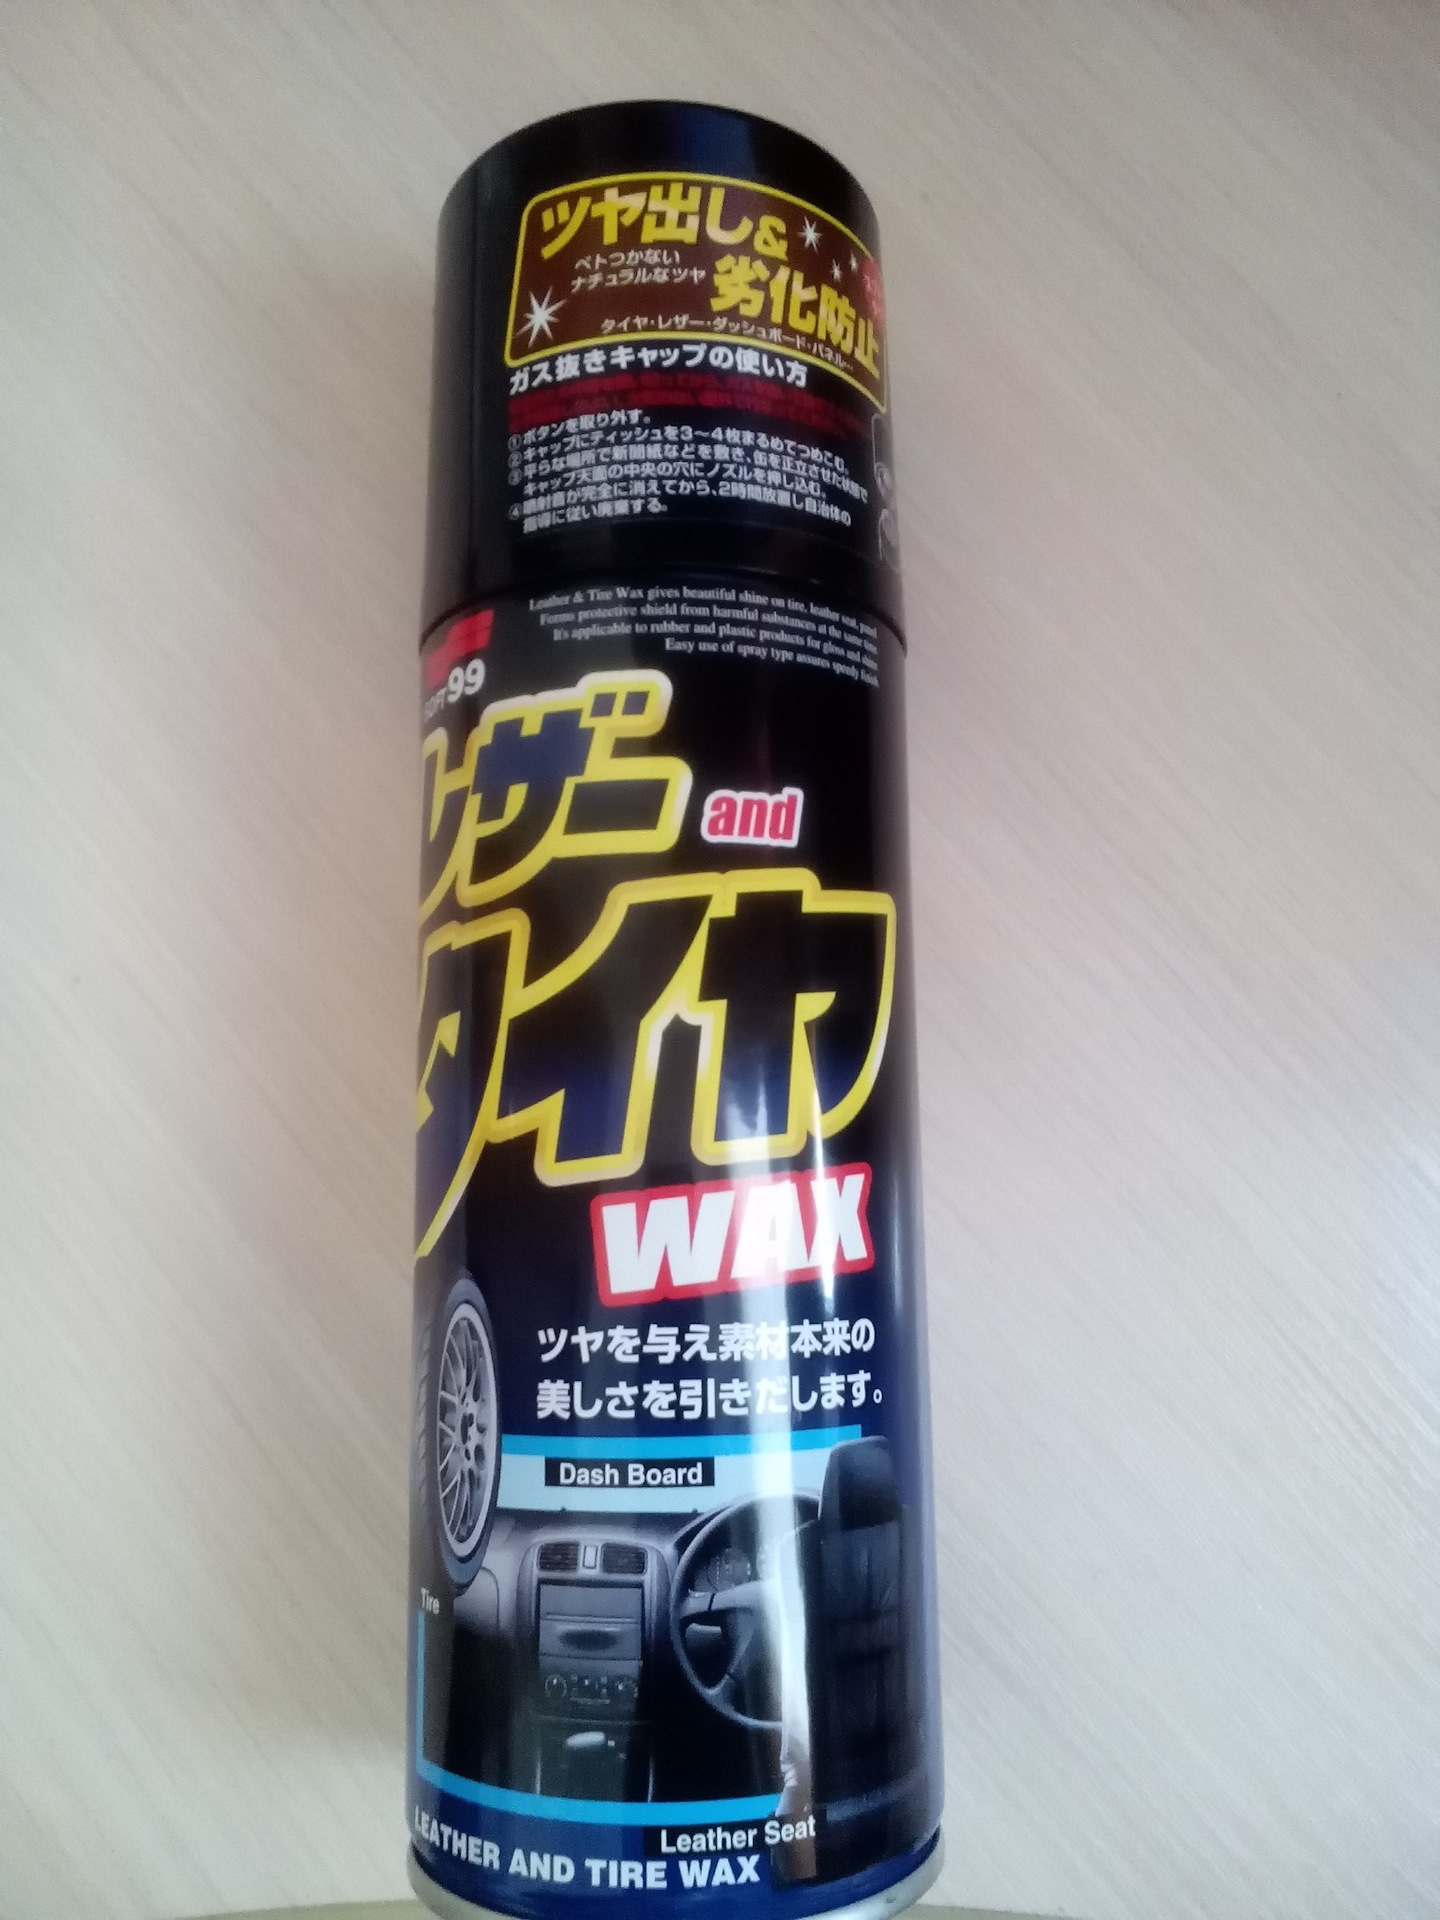 ツヤ出し&
ベトつかない
ナチュラルなツヤ
劣化防止
タイヤ・レザー・ダッシュボード・パネル…
ガス抜きキャップの使い方
①ボタンを取り外す。
②キャップにティッシュを3〜4枚まるめてつめこむ。
③平らな場所で新聞紙などを敷き、缶を正立させた状態で
キャップ天面の中央の穴にノズルを押し込む。
④噴射音が完全に消えてから、2時間放置し自治体の
指導に従い廃棄する。
Leather & Tire Wax gives beautiful shine on tire, leather seat, panel
Forms protective shield from harmful substances at the same time.
It's applicable to rubber and plastic products for gloss and shine
Easy use of spray type assures speedy finish
SOFT99
レザー
and
タイヤ
WAX
ツヤを与え素材本来の
美しさを引きだします。
Dash Board
Tire
Leather Seat
LEATHER AND TIRE WAX